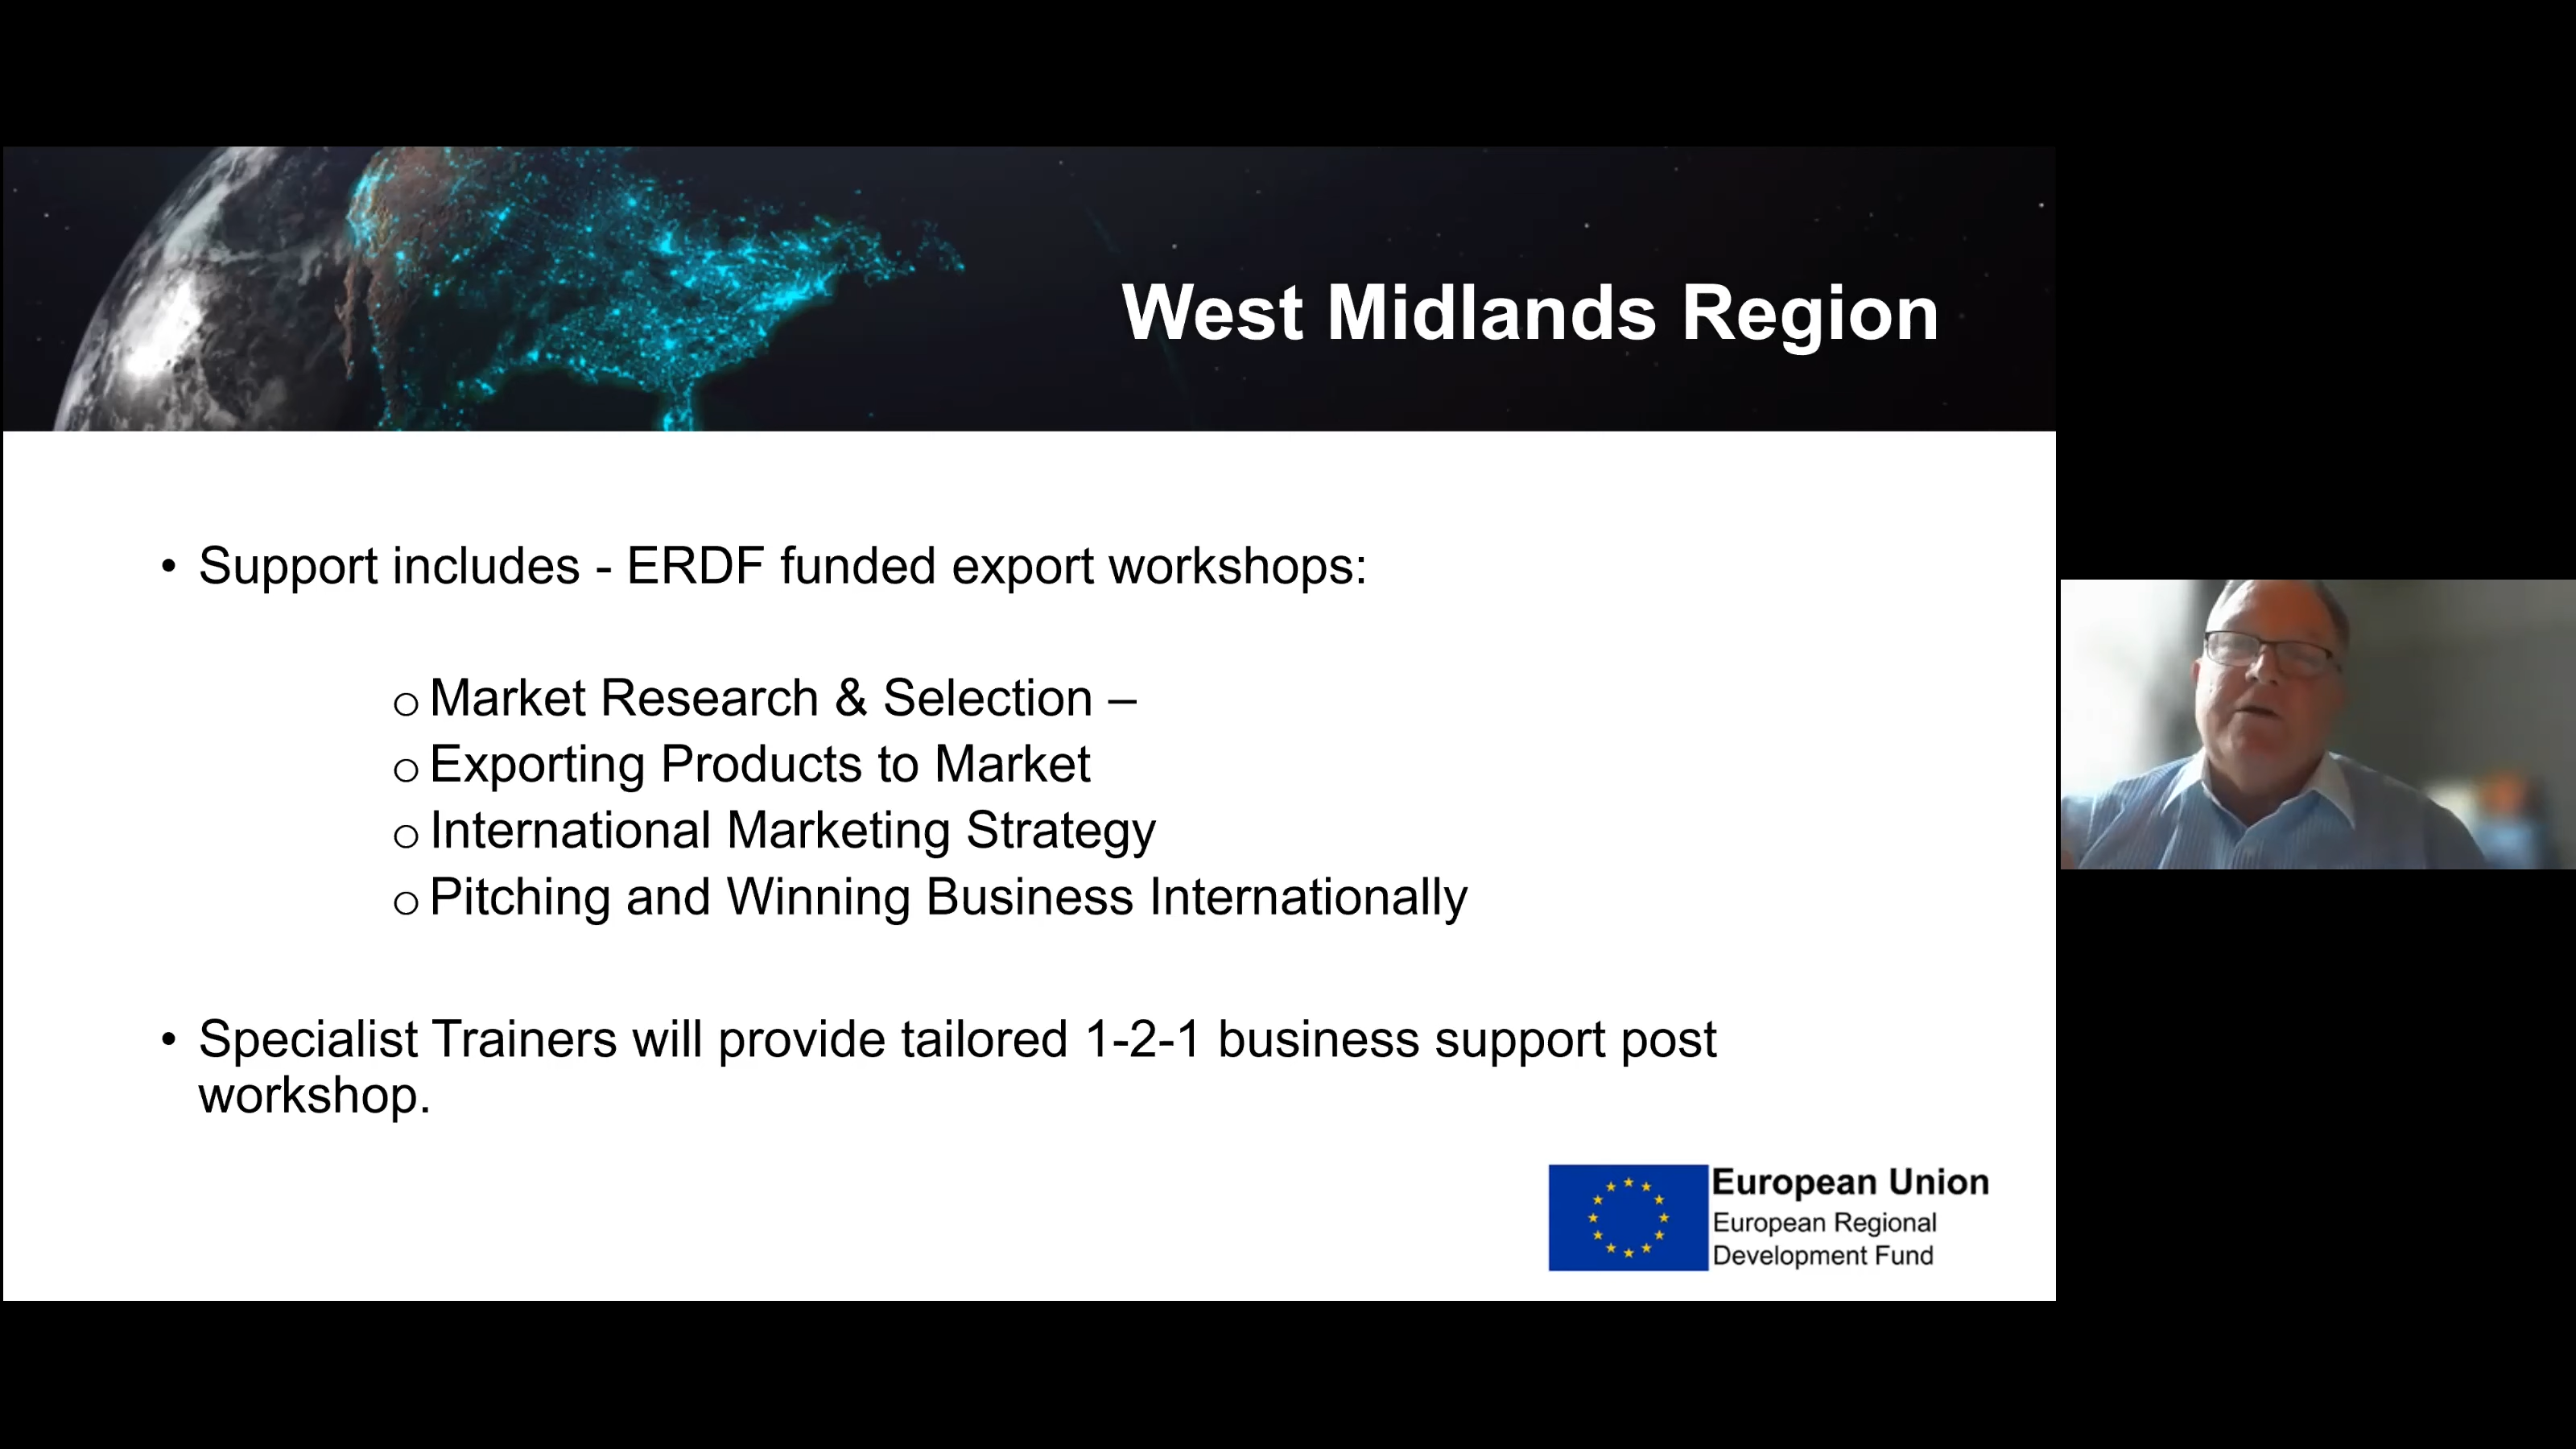 West Midlands Region
• Support includes - ERDF funded export workshops:
o Market Research & Selection –
o Exporting Products to Market
o International Marketing Strategy
o Pitching and Winning Business Internationally
• Specialist Trainers will provide tailored 1-2-1 business support post
workshop.
European Union
European Regional
Development Fund